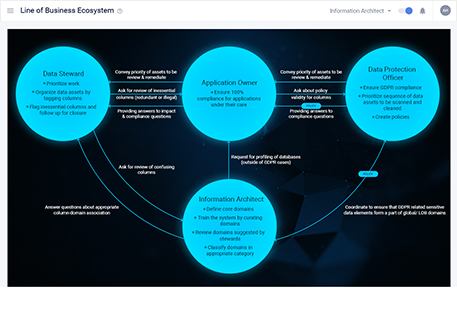 Line of Business Ecosystem
Information Architect
AH
Data Steward
Prioritize work
Organize data assets by
tagging columns
Flag inessential columns and
follow up for closure
Convey priority of assets to be
review & remediate
Ask for review of inessential
columns (redundant or illegal)
Providing answers to impact
& compliance questions
Application Owner
Ensure 100%
compliance for applications
under their care
Convey priority of assets to be
review & remediate
Ask about policy
validity for columns
Providing answers to
compliance questions
Data Protection
Officer
Ensure GDPR compliance
Prioritize sequence of data
assets to be scanned and
cleaned
Create policies
Ask for review of confusing
columns
Request for profiling of databases
(outside of GDPR cases)
Answer questions about appropriate
column domain association
Coordinate to ensure that GDPR related sensitive
data elements form a part of global/ LOB domains
Information Architect
Define core domains
Train the system by curating
domains
Review domains suggested by
stewards
Classify domains in
appropriate category